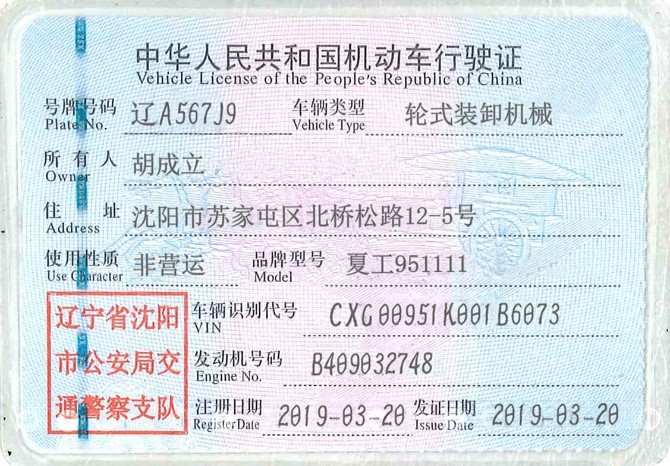 中华人民共和国机动车行驶证
Vehicle License of the People's Republic of China
号牌号码 辽A567J9 车辆类型 轮式装卸机械
Plate No. Vehicle Type
所有人 胡成立
Owner
住址 沈阳市苏家屯区北桥松路12-5号
Address
使用性质 非营运 品牌型号 夏工951111
Use Character Model
辽宁省沈阳
市公安局交
通警察支队
车辆识别代号 CXG00951K001B6073
VIN
发动机号码 B409032748
Engine No.
注册日期 2019-03-20 发证日期 2019-03-20
Register Date Issue Date